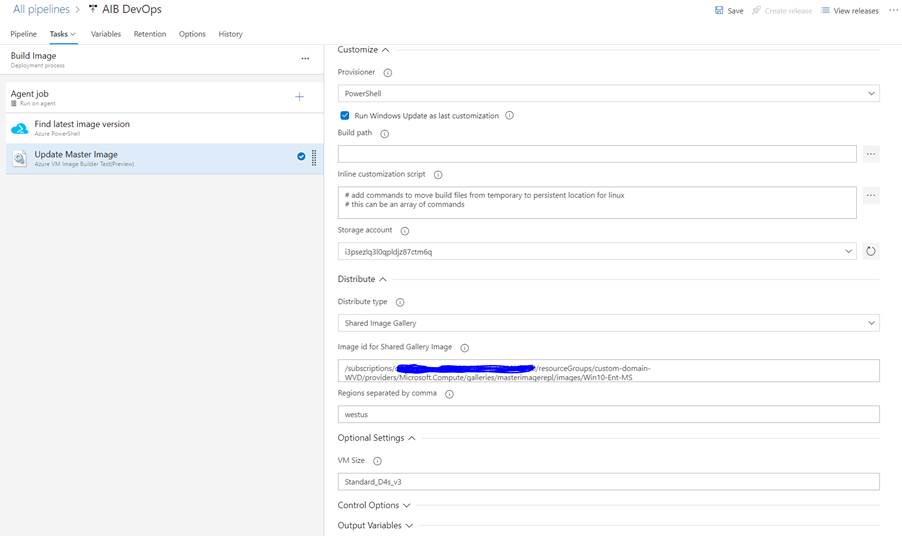 All pipelines > AIB DevOps
Save Create release View releases ...
Pipeline Tasks Variables Retention Options History
Build Image
Deployment process
...
Agent job
Run on agent
+
Find latest image version
Azure PowerShell
Update Master Image
Azure VM Image Builder Test(Preview)
Customize
Provisioner
PowerShell
Run Windows Update as last customization
Build path
...
Inline customization script
# add commands to move build files from temporary to persistent location for linux
# this can be an array of commands
...
Storage account
i3psezlq3l0qpldjz87ctm6q
Distribute
Distribute type
Shared Image Gallery
Image id for Shared Gallery Image
/subscriptions/ /resourceGroups/custom-domain-
WVD/providers/Microsoft.Compute/galleries/masterimagerepl/images/Win10-Ent-MS
Regions separated by comma
westus
Optional Settings
VM Size
Standard_D4s_v3
Control Options
Output Variables